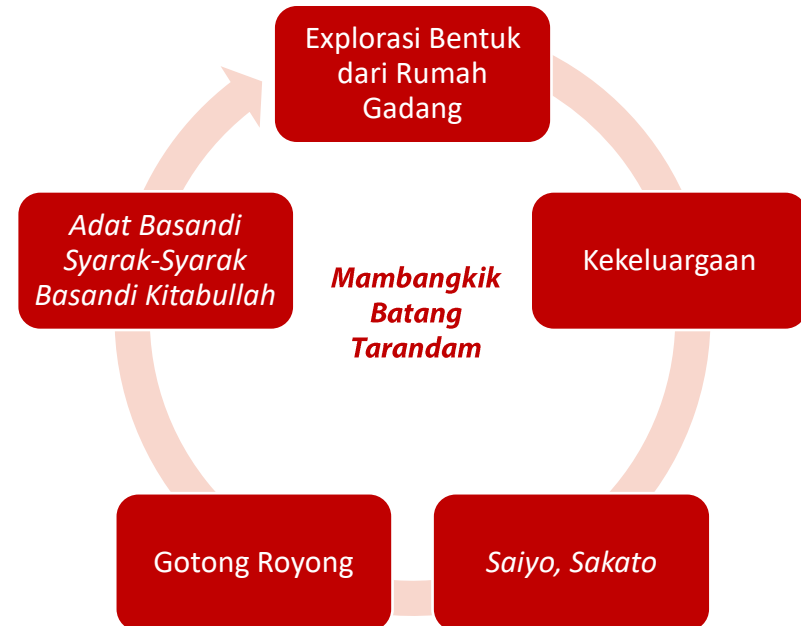 Explorasi Bentuk
dari Rumah
Gadang
Kekeluargaan
Saiyo, Sakato
Gotong Royong
Adat Basandi
Syarak-Syarak
Basandi Kitabullah
Mambangkik
Batang
Tarandam